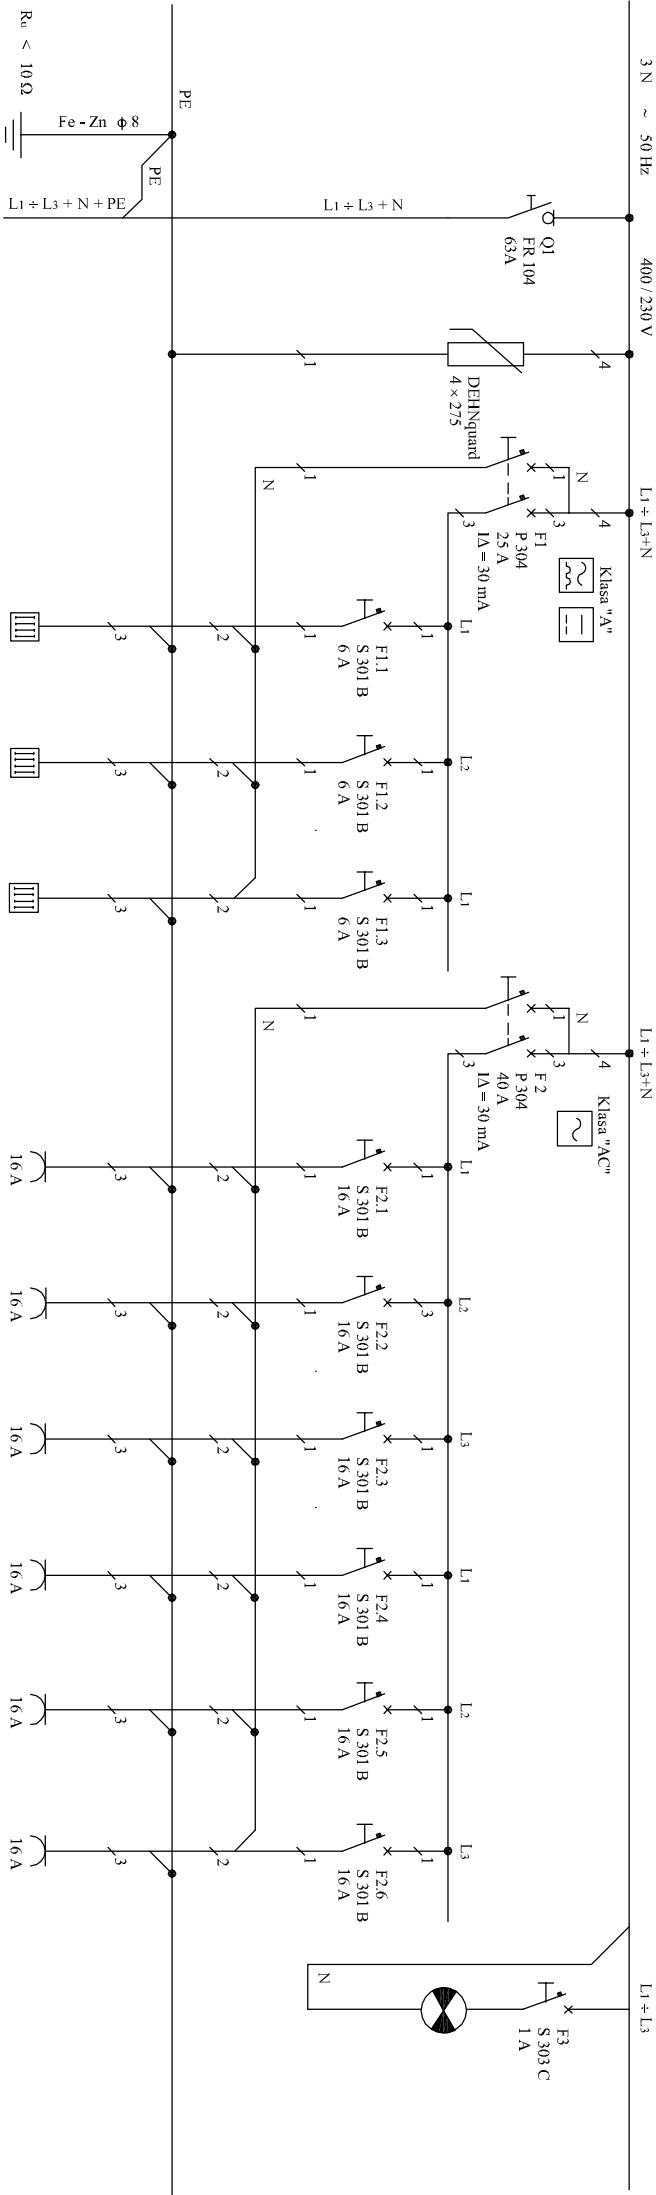 3 N ~ 50 Hz 400 / 230 V
L1 ÷ L3+N
L1 ÷ L3+N
L1 ÷ L3
Q1
FR 104
63A
L1 ÷ L3 + N
L1 ÷ L3 + N + PE
PE
PE
Fe - Zn ϕ 8
Ru < 10 Ω
4
DEHNquard
4 × 275
1
4
N
1
3
F1
P 304
25 A
IΔ = 30 mA
Klasa "A"
3
1
N
L1
1
F1.1
S 301 B
6 A
1
2
3
L2
1
F1.2
S 301 B
6 A
1
2
3
L1
1
F1.3
S 301 B
6 A
1
2
3
4
N
1
3
F 2
P 304
40 A
IΔ = 30 mA
Klasa "AC"
3
1
N
L1
1
F2.1
S 301 B
16 A
1
2
3
16 A
L2
3
F2.2
S 301 B
16 A
1
2
3
16 A
L3
1
F2.3
S 301 B
16 A
1
2
3
16 A
L1
1
F2.4
S 301 B
16 A
1
2
3
16 A
L2
1
F2.5
S 301 B
16 A
1
2
3
16 A
L3
1
F2.6
S 301 B
16 A
1
2
3
16 A
F3
S 303 C
1 A
N